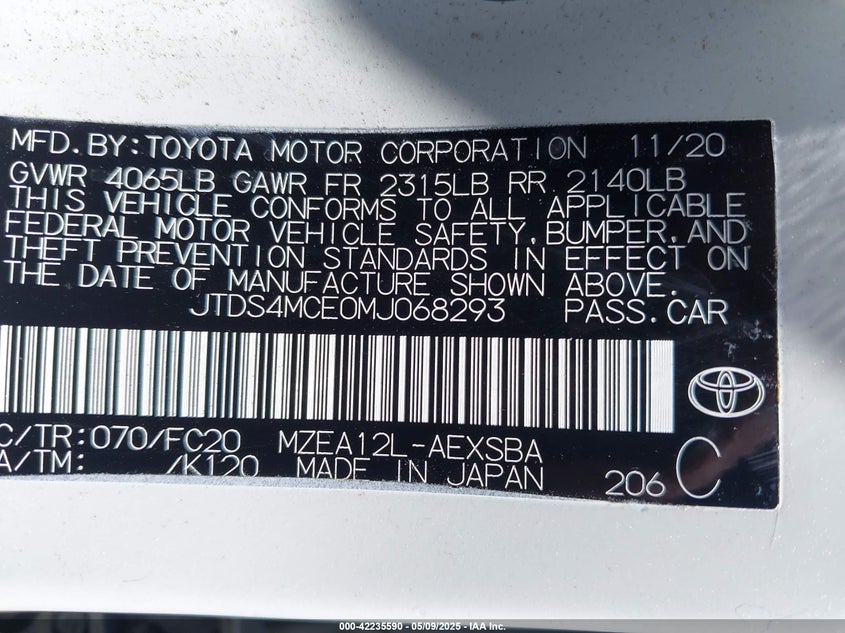 MFD.BY:TOYOTA MOTOR CORPORATION 11/20
GVWR 4065LB GAWR FR 2315LB RR 2140LB
THIS VEHICLE CONFORMS TO ALL APPLICABLE
FEDERAL MOTOR VEHICLE SAFETY,BUMPER,AND
THEFT PREVENTION STANDARDS IN EFFECT ON
THE DATE OF MANUFACTURE SHOWN ABOVE.
JTDS4MCE0MJ068293 PASS.CAR
C/TR:070/FC20 MZEA12L-AEXSBA
A/TM: /K120 MADE IN JAPAN 206 C
000-42235590 - 05/09/2025 - IAA Inc.